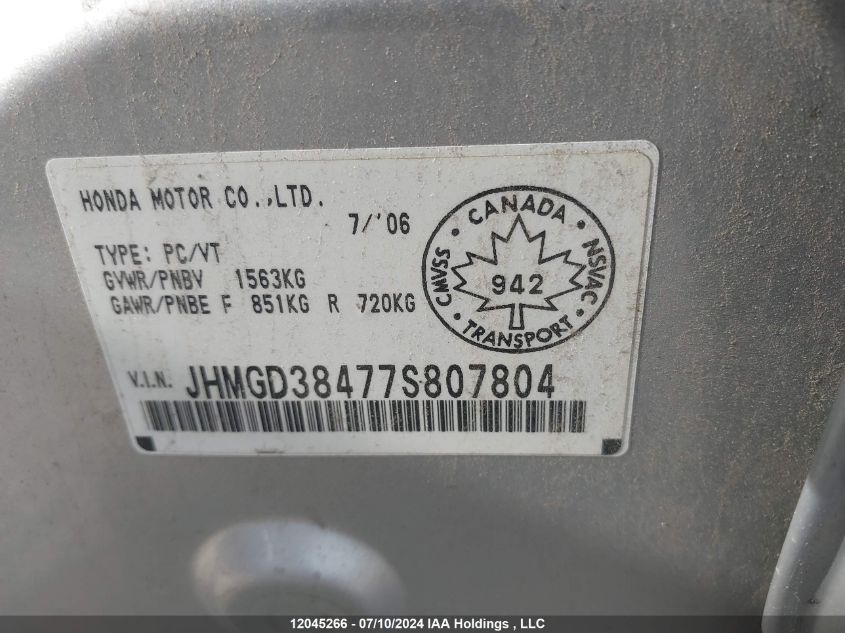 HONDA MOTOR CO.,LTD.
7/'06
TYPE: PC/VT
GVWR/PNBV 1563KG
GAWR/PNBE F 851KG R 720KG
CANADA
CMVSS
942
NSVAC
TRANSPORT
V.I.N. JHMGD38477S807804
12045266 - 07/10/2024 IAA Holdings , LLC